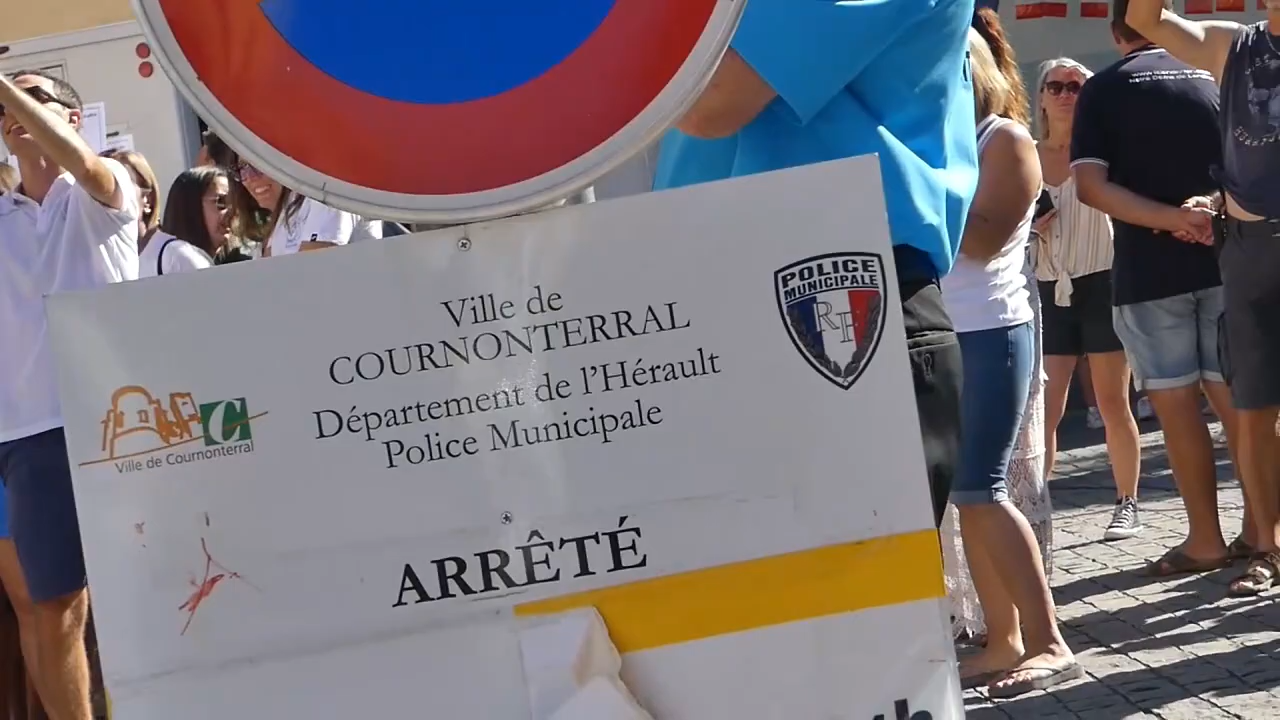 Ville de
COURNONTERRAL
Département de l'Hérault
Police Municipale
POLICE
MUNICIPALE
RF
C
Ville de Cournonterral
ARRÊTÉ